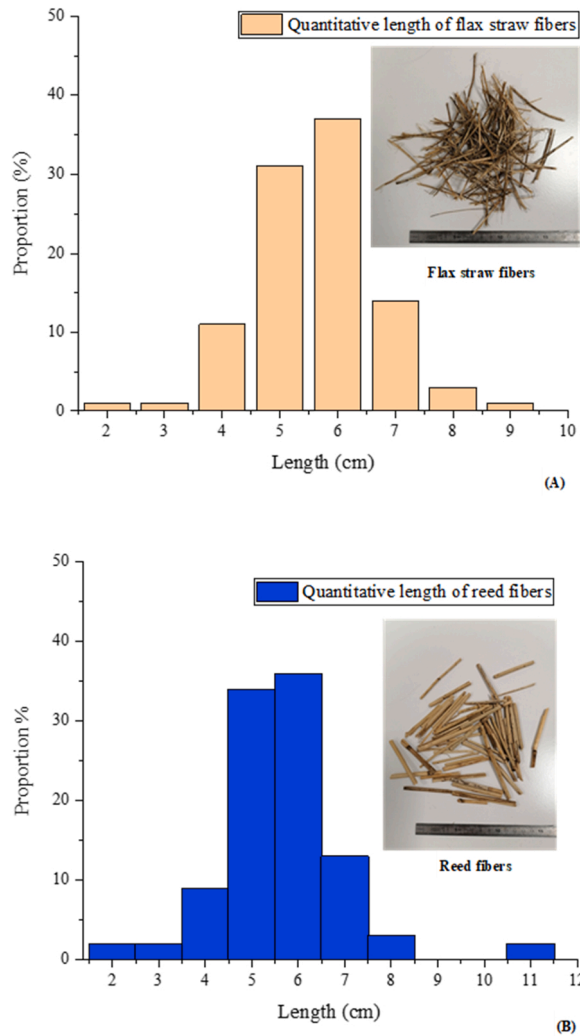 50
Quantitative length of flax straw fibers
40
30
20
10
0
Proportion (%)
Flax straw fibers
2 3 4 5 6 7 8 9 10
Length (cm)
(A)
50
Quantitative length of reed fibers
40
30
20
10
0
Proportion %
Reed fibers
2 3 4 5 6 7 8 9 10 11 12
Length (cm)
(B)